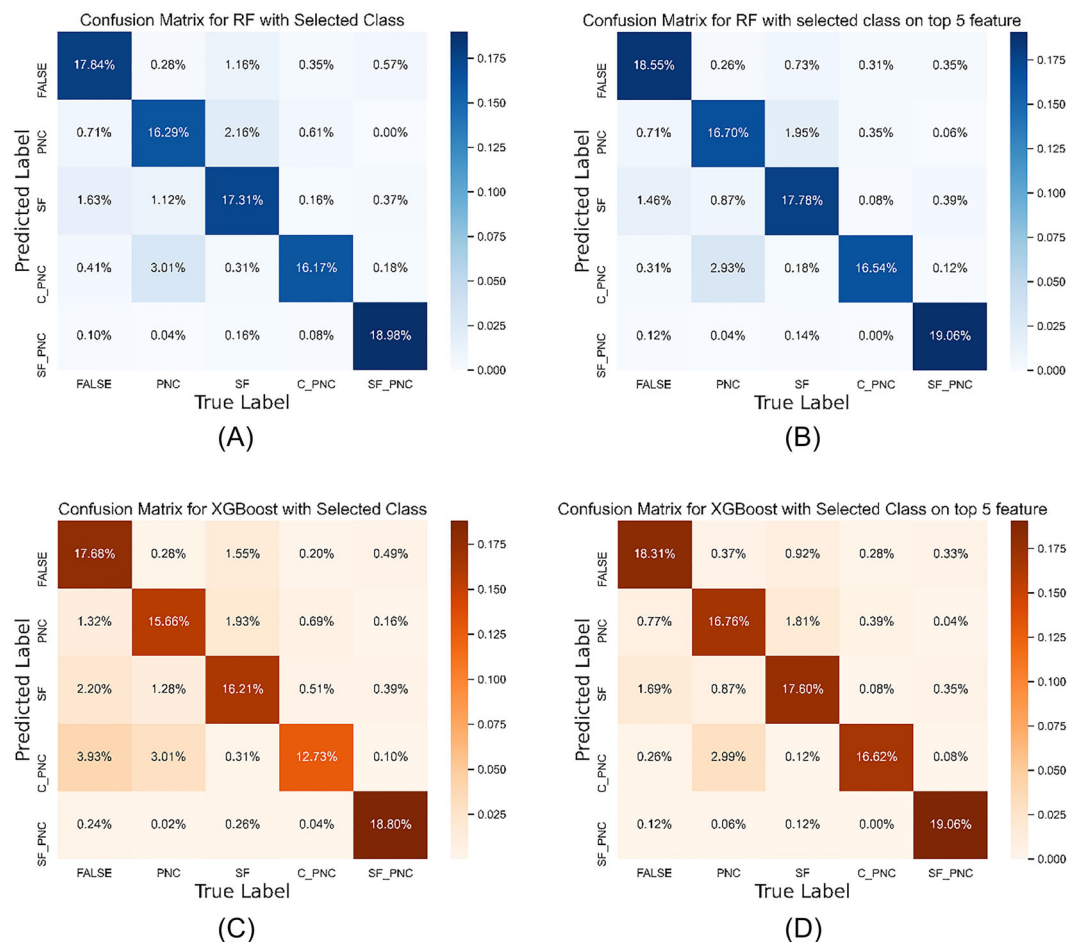 Confusion Matrix for RF with Selected Class
FALSE 17.84% 0.28% 1.16% 0.35% 0.57%
PNC 0.71% 16.29% 2.16% 0.61% 0.00%
SF 1.63% 1.12% 17.31% 0.16% 0.37%
C_PNC 0.41% 3.01% 0.31% 16.17% 0.18%
SF_PNC 0.10% 0.04% 0.16% 0.08% 18.98%
FALSE PNC SF C_PNC SF_PNC
Predicted Label
True Label
0.175
0.150
0.125
0.100
0.075
0.050
0.025
0.000
(A)
Confusion Matrix for RF with selected class on top 5 feature
FALSE 18.55% 0.26% 0.73% 0.31% 0.35%
PNC 0.71% 16.70% 1.95% 0.35% 0.06%
SF 1.46% 0.87% 17.78% 0.08% 0.39%
C_PNC 0.31% 2.93% 0.18% 16.54% 0.12%
SF_PNC 0.12% 0.04% 0.14% 0.00% 19.06%
FALSE PNC SF C_PNC SF_PNC
Predicted Label
True Label
0.175
0.150
0.125
0.100
0.075
0.050
0.025
0.000
(B)
Confusion Matrix for XGBoost with Selected Class
FALSE 17.68% 0.28% 1.55% 0.20% 0.49%
PNC 1.32% 15.66% 1.93% 0.69% 0.16%
SF 2.20% 1.28% 16.21% 0.51% 0.39%
C_PNC 3.93% 3.01% 0.31% 12.73% 0.10%
SF_PNC 0.24% 0.02% 0.26% 0.04% 18.80%
FALSE PNC SF C_PNC SF_PNC
Predicted Label
True Label
0.175
0.150
0.125
0.100
0.075
0.050
0.025
(C)
Confusion Matrix for XGBoost with Selected Class on top 5 feature
FALSE 18.31% 0.37% 0.92% 0.28% 0.33%
PNC 0.77% 16.76% 1.81% 0.39% 0.04%
SF 1.69% 0.87% 17.60% 0.08% 0.35%
C_PNC 0.26% 2.99% 0.12% 16.62% 0.08%
SF_PNC 0.12% 0.06% 0.12% 0.00% 19.06%
FALSE PNC SF C_PNC SF_PNC
Predicted Label
True Label
0.175
0.150
0.125
0.100
0.075
0.050
0.025
0.000
(D)